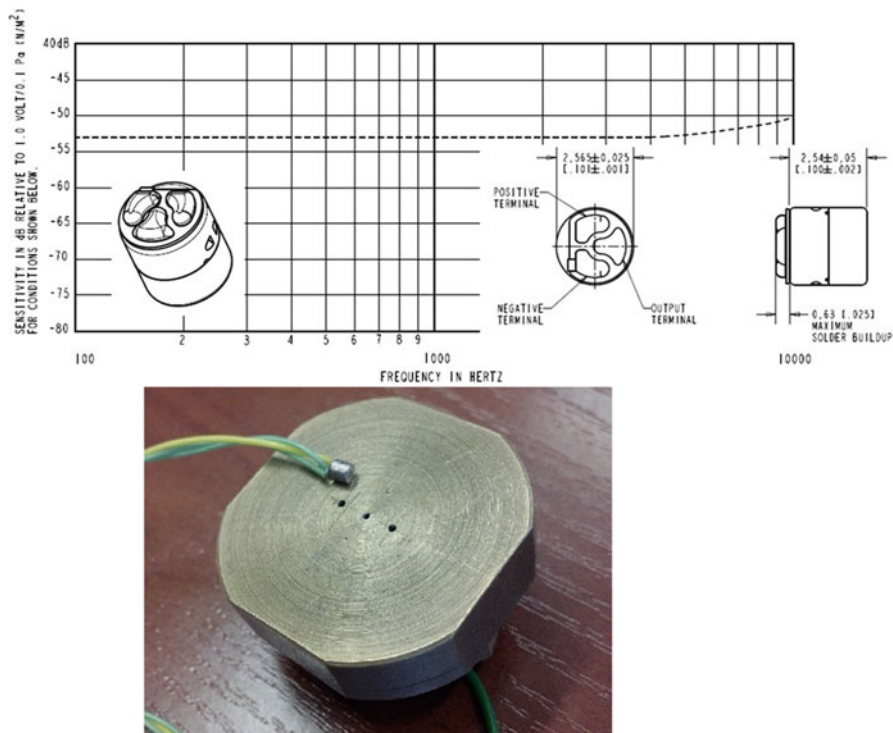 SENSITIVITY IN dB RELATIVE TO 1.0 VOLT/0.1 Pa (N/M²)
FOR CONDITIONS SHOWN BELOW.
40dB
-45
-50
-55
-60
-65
-70
-75
-80
2,565±0,025
[.101±.001]
2,54±0,05
[.100±.002]
POSITIVE
TERMINAL
NEGATIVE
TERMINAL
OUTPUT
TERMINAL
0,63 [.025]
MAXIMUM
SOLDER BUILDUP
2 3 4 5 6 7 8 9
100 1000 10000
FREQUENCY IN HERTZ